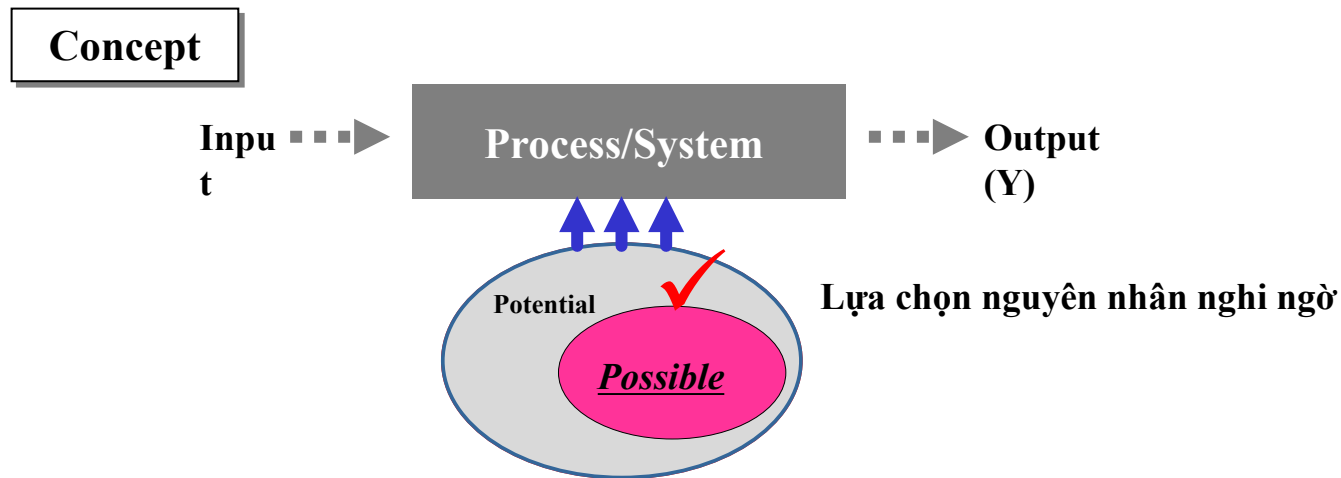 Concept
Inpu
t
Process/System
Output
(Y)
Potential
Possible
Lựa chọn nguyên nhân nghi ngờ